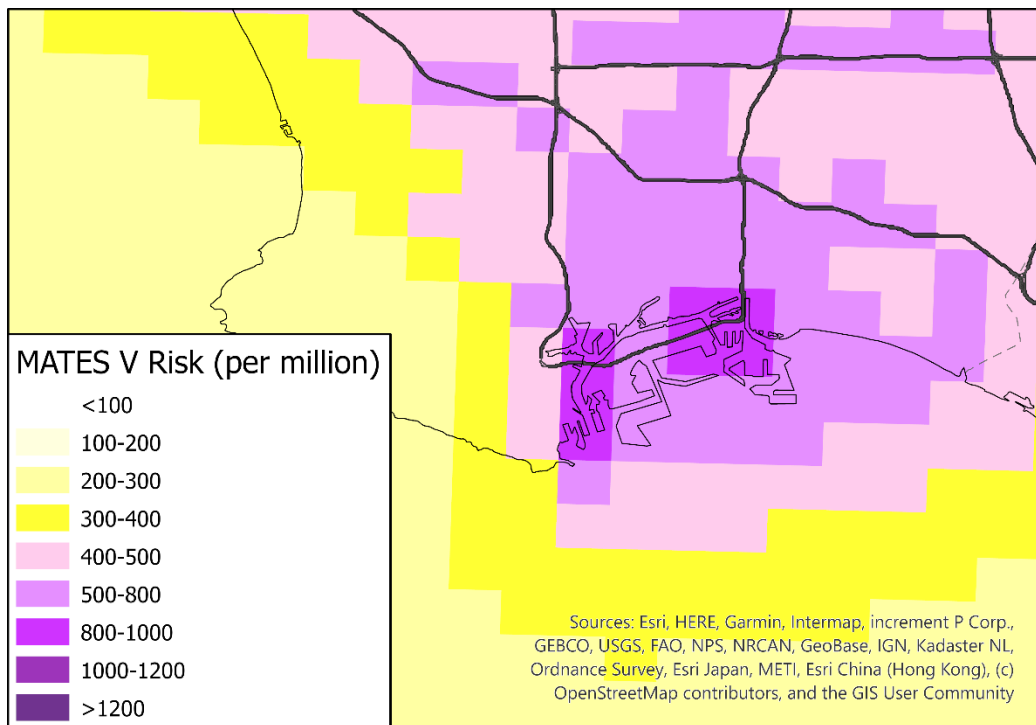 MATES V Risk (per million)
<100
100-200
200-300
300-400
400-500
500-800
800-1000
1000-1200
>1200
Sources: Esri, HERE, Garmin, Intermap, increment P Corp.,
GEBCO, USGS, FAO, NPS, NRCAN, GeoBase, IGN, Kadaster NL,
Ordnance Survey, Esri Japan, METI, Esri China (Hong Kong), (c)
OpenStreetMap contributors, and the GIS User Community